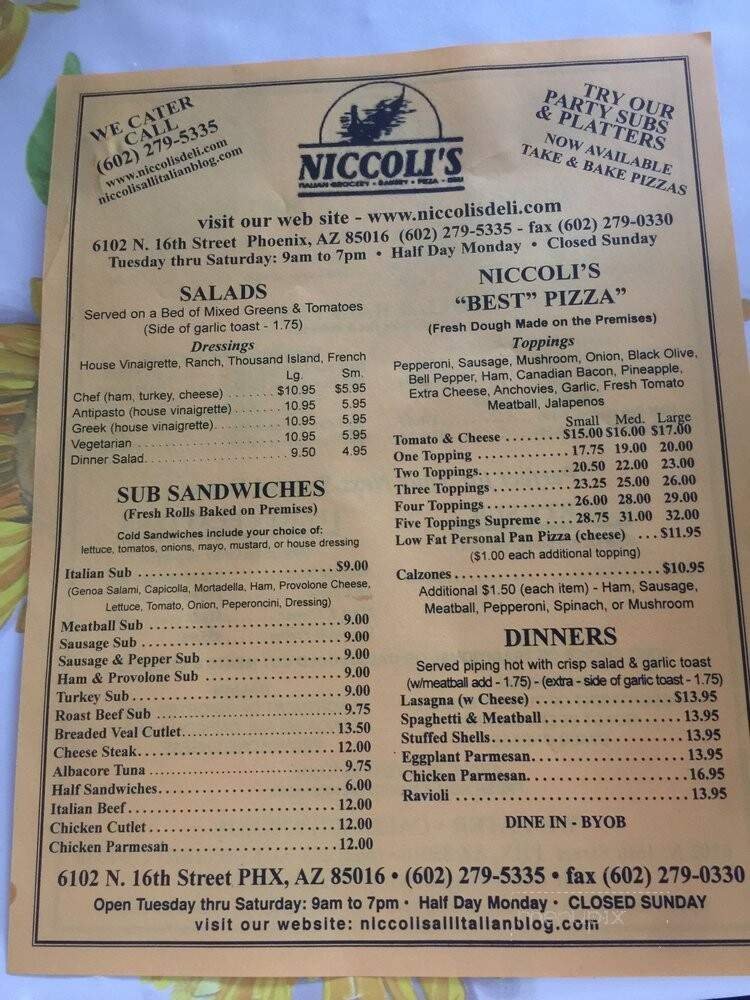 WE CATER
CALL
(602) 279-5335
www.niccolisdeli.com
niccolisallitalianblog.com
NICCOLI'S
ITALIAN GROCERY - BAKERY - PIZZA - DELI
TRY OUR
PARTY SUBS
& PLATTERS
NOW AVAILABLE
TAKE & BAKE PIZZAS
visit our web site - www.niccolisdeli.com
6102 N. 16th Street Phoenix, AZ 85016 (602) 279-5335 - fax (602) 279-0330
Tuesday thru Saturday: 9am to 7pm • Half Day Monday • Closed Sunday
SALADS
Served on a Bed of Mixed Greens & Tomatoes
(Side of garlic toast - 1.75)
Dressings
House Vinaigrette, Ranch, Thousand Island, French
Lg. Sm.
Chef (ham, turkey, cheese) ....... $10.95 $5.95
Antipasto (house vinaigrette) ....... 10.95 5.95
Greek (house vinaigrette) ....... 10.95 5.95
Vegetarian ....... 10.95 5.95
Dinner Salad ....... 9.50 4.95
SUB SANDWICHES
(Fresh Rolls Baked on Premises)
Cold Sandwiches include your choice of:
lettuce, tomatos, onions, mayo, mustard, or house dressing
Italian Sub ....... $9.00
(Genoa Salami, Capicolla, Mortadella, Ham, Provolone Cheese,
Lettuce, Tomato, Onion, Peperoncini, Dressing)
Meatball Sub ....... 9.00
Sausage Sub ....... 9.00
Sausage & Pepper Sub ....... 9.00
Ham & Provolone Sub ....... 9.00
Turkey Sub ....... 9.00
Roast Beef Sub ....... 9.75
Breaded Veal Cutlet ....... 13.50
Cheese Steak ....... 12.00
Albacore Tuna ....... 9.75
Half Sandwiches ....... 6.00
Italian Beef ....... 12.00
Chicken Cutlet ....... 12.00
Chicken Parmesan ....... 12.00
NICCOLI'S
"BEST" PIZZA"
(Fresh Dough Made on the Premises)
Toppings
Pepperoni, Sausage, Mushroom, Onion, Black Olive,
Bell Pepper, Ham, Canadian Bacon, Pineapple,
Extra Cheese, Anchovies, Garlic, Fresh Tomato
Meatball, Jalapenos
Small Med. Large
Tomato & Cheese ....... $15.00 $16.00 $17.00
One Topping ....... 17.75 19.00 20.00
Two Toppings ....... 20.50 22.00 23.00
Three Toppings ....... 23.25 25.00 26.00
Four Toppings ....... 26.00 28.00 29.00
Five Toppings Supreme .... 28.75 31.00 32.00
Low Fat Personal Pan Pizza (cheese) ... $11.95
($1.00 each additional topping)
Calzones ....... $10.95
Additional $1.50 (each item) - Ham, Sausage,
Meatball, Pepperoni, Spinach, or Mushroom
DINNERS
Served piping hot with crisp salad & garlic toast
(w/meatball add - 1.75) - (extra - side of garlic toast - 1.75)
Lasagna (w Cheese) ....... $13.95
Spaghetti & Meatball ....... 13.95
Stuffed Shells ....... 13.95
Eggplant Parmesan ....... 13.95
Chicken Parmesan ....... 16.95
Ravioli ....... 13.95
DINE IN - BYOB
6102 N. 16th Street PHX, AZ 85016 • (602) 279-5335 • fax (602) 279-0330
Open Tuesday thru Saturday: 9am to 7pm • Half Day Monday • CLOSED SUNDAY
visit our website: niccolisallitalianblog.com